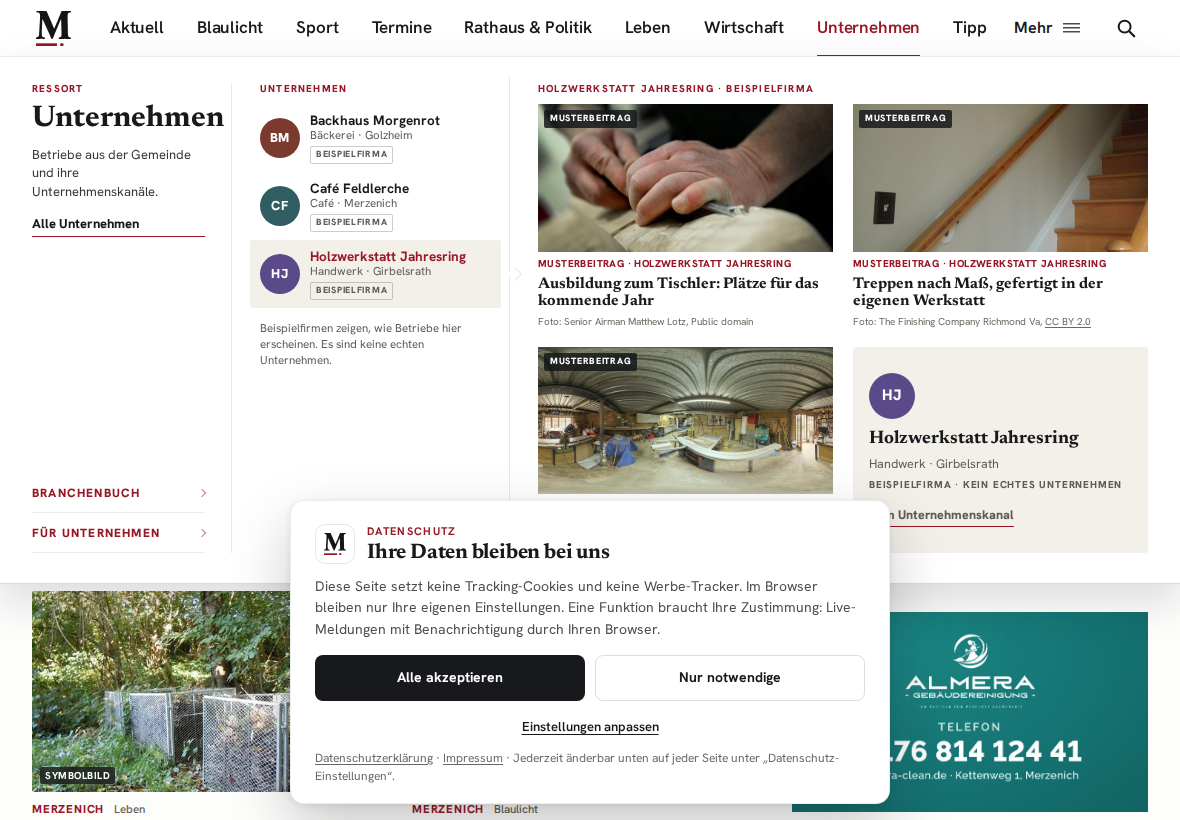 M
Aktuell Blaulicht Sport Termine Rathaus & Politik Leben Wirtschaft Unternehmen Tipp Mehr
RESSORT
Unternehmen
Betriebe aus der Gemeinde
und ihre
Unternehmenskanäle.
Alle Unternehmen
BRANCHENBUCH
FÜR UNTERNEHMEN
UNTERNEHMEN
BM
Backhaus Morgenrot
Bäckerei · Golzheim
BEISPIELFIRMA
CF
Café Feldlerche
Café · Merzenich
BEISPIELFIRMA
HJ
Holzwerkstatt Jahresring
Handwerk · Girbelsrath
BEISPIELFIRMA
Beispielfirmen zeigen, wie Betriebe hier
erscheinen. Es sind keine echten
Unternehmen.
HOLZWERKSTATT JAHRESRING · BEISPIELFIRMA
MUSTERBEITRAG
MUSTERBEITRAG · HOLZWERKSTATT JAHRESRING
Ausbildung zum Tischler: Plätze für das
kommende Jahr
Foto: Senior Airman Matthew Lotz, Public domain
MUSTERBEITRAG
MUSTERBEITRAG · HOLZWERKSTATT JAHRESRING
Treppen nach Maß, gefertigt in der
eigenen Werkstatt
Foto: The Finishing Company Richmond Va, CC BY 2.0
MUSTERBEITRAG
HJ
Holzwerkstatt Jahresring
Handwerk · Girbelsrath
BEISPIELFIRMA · KEIN ECHTES UNTERNEHMEN
Unternehmenskanal
M
DATENSCHUTZ
Ihre Daten bleiben bei uns
Diese Seite setzt keine Tracking-Cookies und keine Werbe-Tracker. Im Browser
bleiben nur Ihre eigenen Einstellungen. Eine Funktion braucht Ihre Zustimmung: Live-
Meldungen mit Benachrichtigung durch Ihren Browser.
Alle akzeptieren
Nur notwendige
Einstellungen anpassen
Datenschutzerklärung · Impressum · Jederzeit änderbar unten auf jeder Seite unter „Datenschutz-
Einstellungen“.
SYMBOLBILD
MERZENICH Leben
MERZENICH Blaulicht
ALMERA
GEBÄUDEREINIGUNG
TELEFON
76 814 124 41
a-clean.de · Kettenweg 1, Merzenich